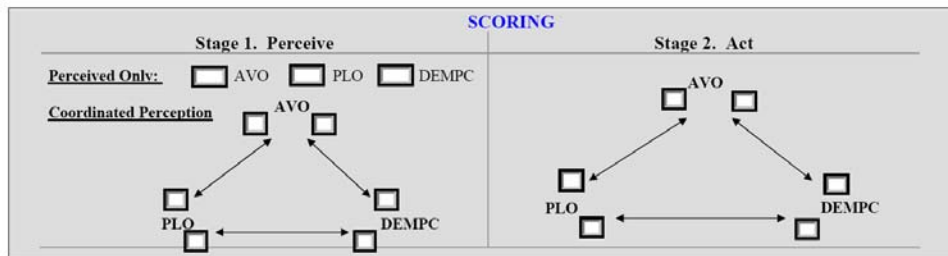 SCORING
Stage 1. Perceive
Stage 2. Act
Perceived Only: AVO PLO DEMPC
Coordinated Perception
AVO
PLO
DEMPC
AVO
PLO
DEMPC